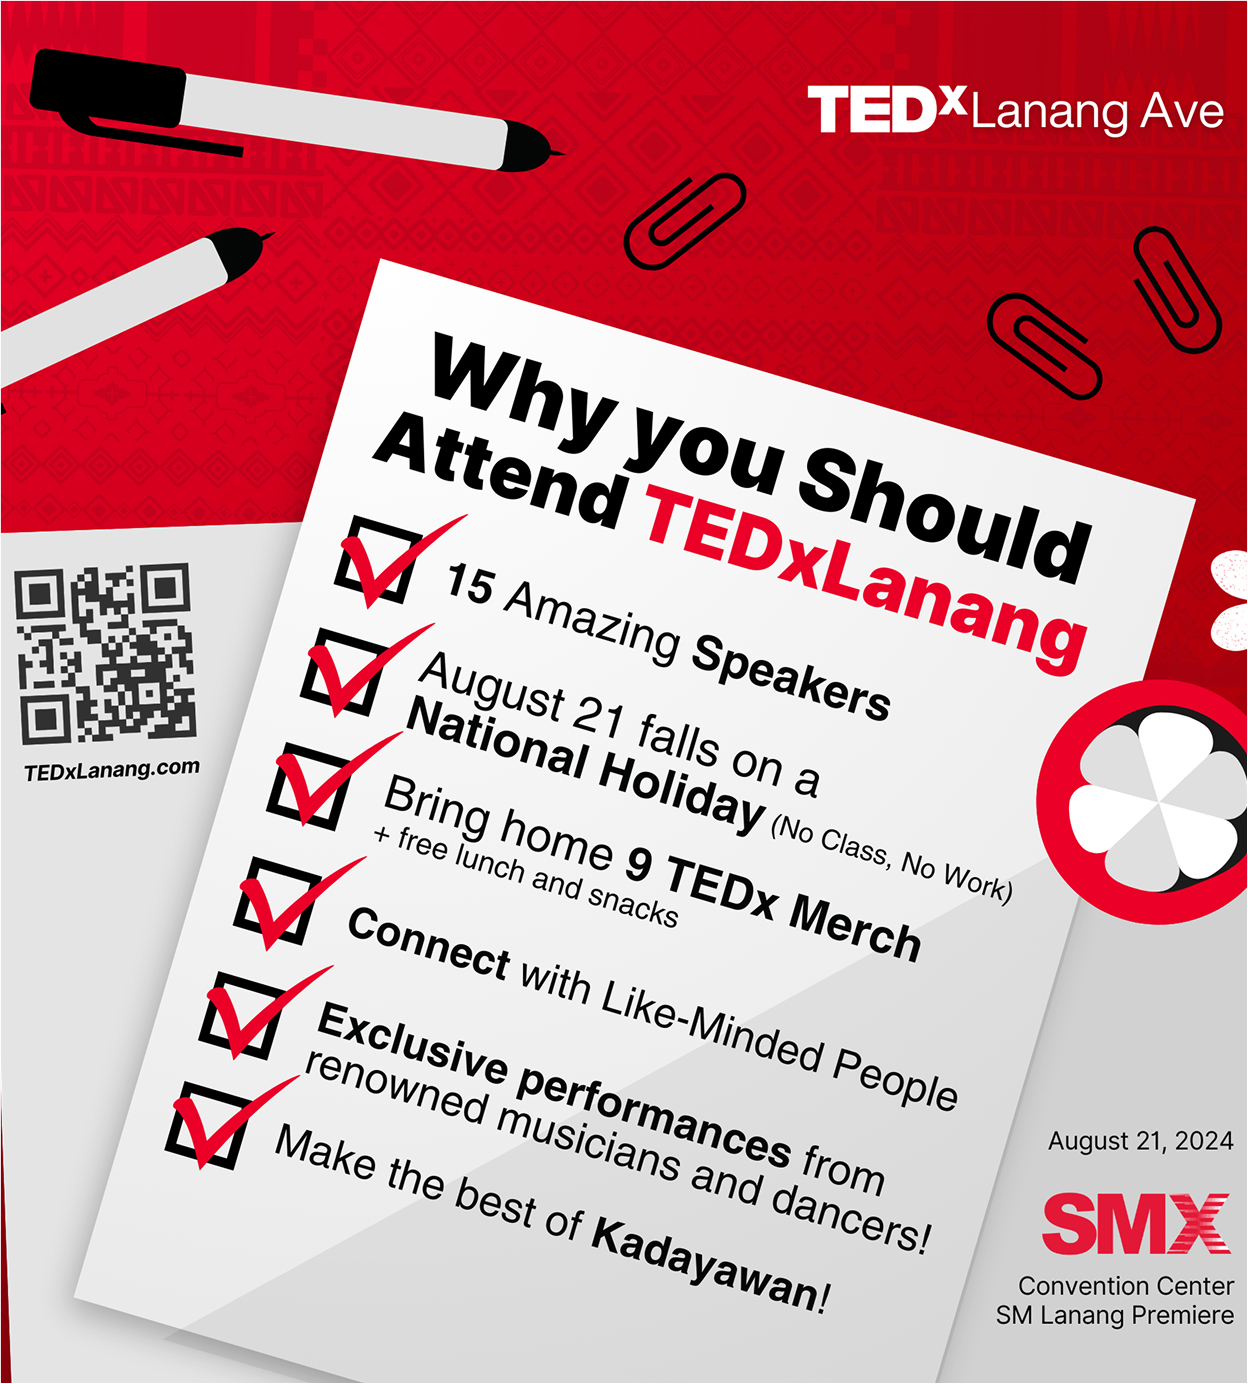 TEDxLanang Ave
Why you Should
Attend TEDxLanang
15 Amazing Speakers
August 21 falls on a
National Holiday (No Class, No Work)
Bring home 9 TEDx Merch
+ free lunch and snacks
Connect with Like-Minded People
Exclusive performances from
renowned musicians and dancers!
Make the best of Kadayawan!
TEDxLanang.com
August 21, 2024
SMX
Convention Center
SM Lanang Premiere